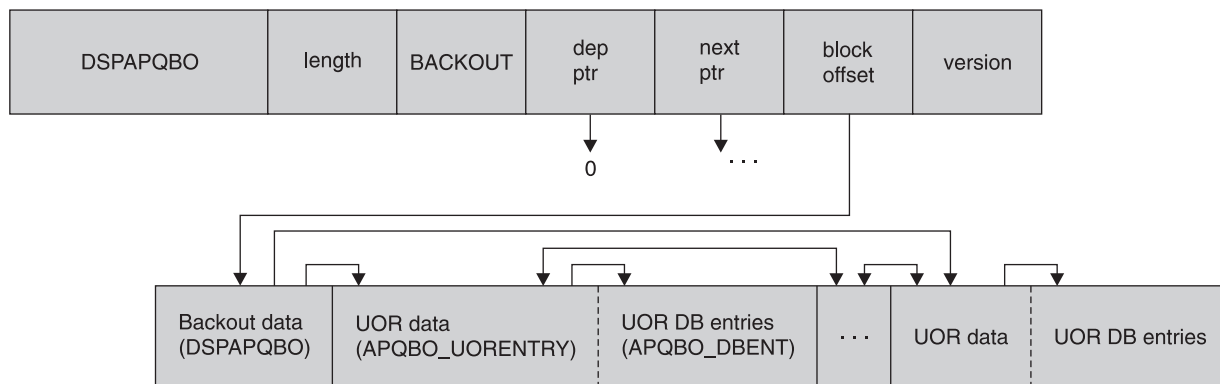 DSPAPQBO length BACKOUT dep ptr next ptr block offset version
0 . . .
Backout data (DSPAPQBO) UOR data (APQBO_UORENTRY) UOR DB entries (APQBO_DBENT) . . . UOR data UOR DB entries